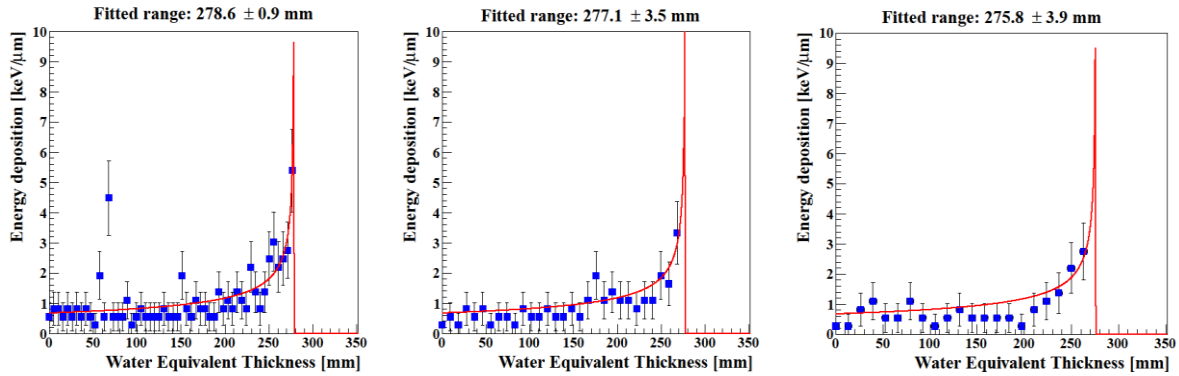 Fitted range: 278.6 ± 0.9 mm
Energy deposition [keV/μm]
10
9
8
7
6
5
4
3
2
1
0
0 50 100 150 200 250 300 350
Water Equivalent Thickness [mm]
Fitted range: 277.1 ± 3.5 mm
Energy deposition [keV/μm]
10
9
8
7
6
5
4
3
2
1
0
0 50 100 150 200 250 300 350
Water Equivalent Thickness [mm]
Fitted range: 275.8 ± 3.9 mm
Energy deposition [keV/μm]
10
9
8
7
6
5
4
3
2
1
0
0 50 100 150 200 250 300 350
Water Equivalent Thickness [mm]